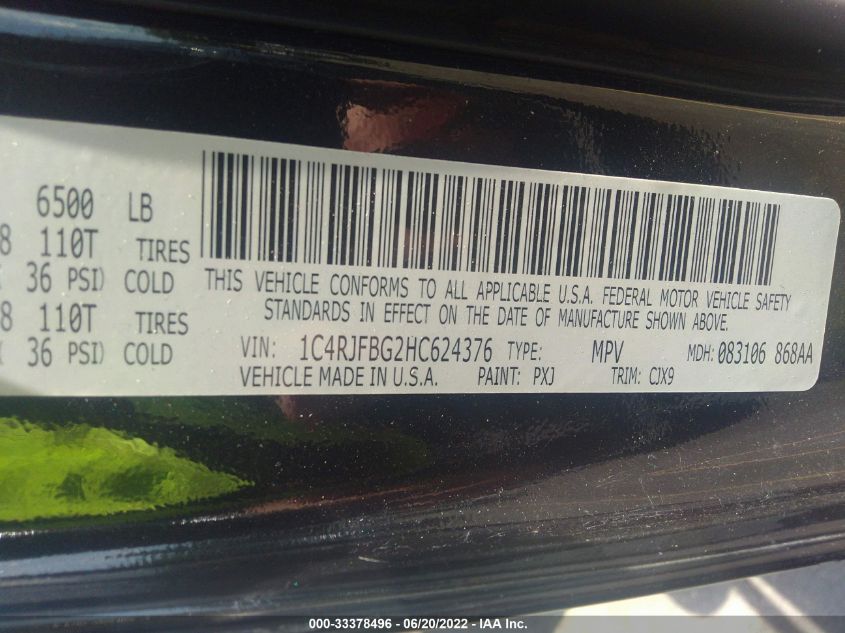 6500 LB
8 110T TIRES
36 PSI) COLD
8 110T TIRES
36 PSI) COLD
THIS VEHICLE CONFORMS TO ALL APPLICABLE U.S.A. FEDERAL MOTOR VEHICLE SAFETY
STANDARDS IN EFFECT ON THE DATE OF MANUFACTURE SHOWN ABOVE.
VIN: 1C4RJFBG2HC624376 TYPE: MPV MDH: 083106 868AA
VEHICLE MADE IN U.S.A. PAINT: PXJ TRIM: CJX9
000-33378496 - 06/20/2022 - IAA Inc.